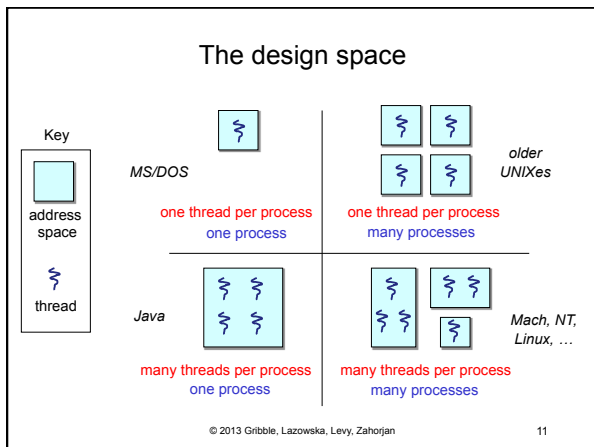 The design space
Key
address
space
thread
MS/DOS
one thread per process
one process
older
UNIXes
one thread per process
many processes
Java
many threads per process
one process
Mach, NT,
Linux, …
many threads per process
many processes
© 2013 Gribble, Lazowska, Levy, Zahorjan
11